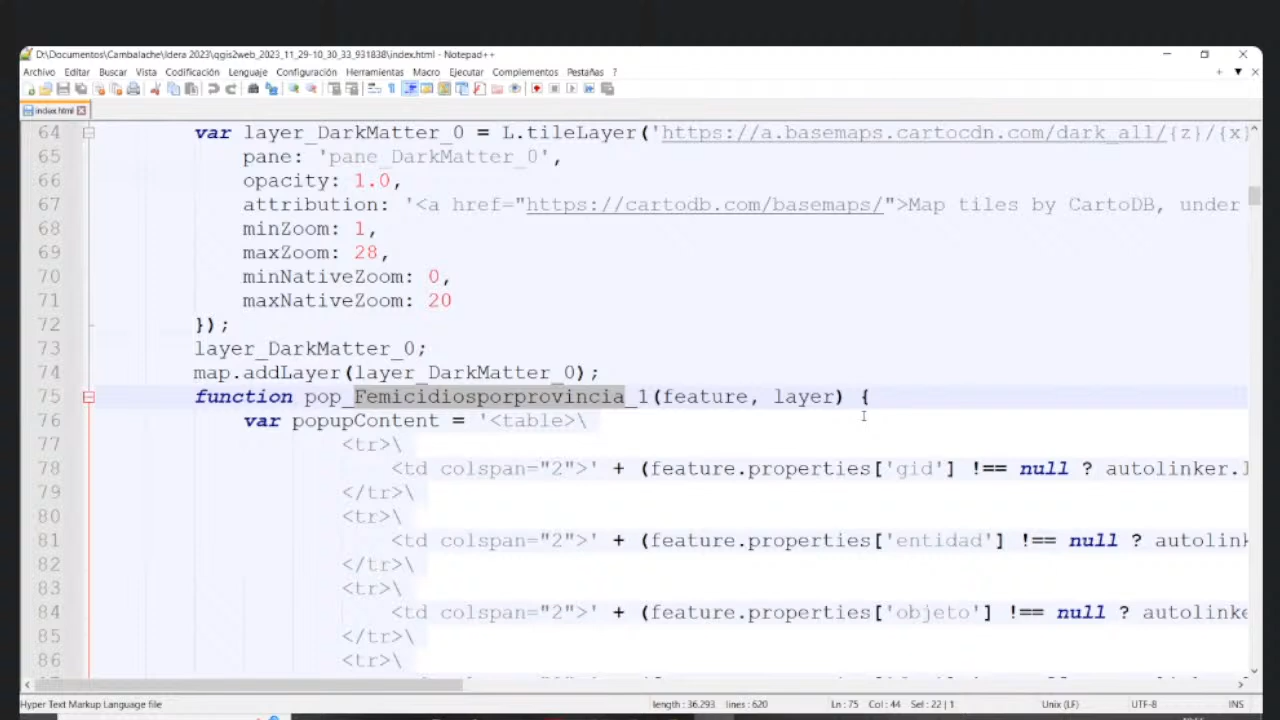 D:\Documentos\Cambalache\Idera 2023\qgis2web_2023_11_29-10_30_33_931838\index.html - Notepad++
Archivo Editar Buscar Vista Codificación Lenguaje Configuración Herramientas Macro Ejecutar Complementos Pestañas ?
index.html
64 var layer_DarkMatter_0 = L.tileLayer('https://a.basemaps.cartocdn.com/dark_all/{z}/{x}
65 pane: 'pane_DarkMatter_0',
66 opacity: 1.0,
67 attribution: '<a href="https://cartodb.com/basemaps/">Map tiles by CartoDB, under
68 minZoom: 1,
69 maxZoom: 28,
70 minNativeZoom: 0,
71 maxNativeZoom: 20
72 });
73 layer_DarkMatter_0;
74 map.addLayer(layer_DarkMatter_0);
75 function pop_Femicidiosporprovincia_1(feature, layer) {
76 var popupContent = '<table>\
77 <tr>\
78 <td colspan="2">' + (feature.properties['gid'] !== null ? autolinker.
79 </tr>\
80 <tr>\
81 <td colspan="2">' + (feature.properties['entidad'] !== null ? autolink
82 </tr>\
83 <tr>\
84 <td colspan="2">' + (feature.properties['objeto'] !== null ? autolinke
85 </tr>\
86 <tr>\
Hyper Text Markup Language file length : 36.293 lines : 620 Ln : 75 Col : 44 Sel : 22 | 1 Unix (LF) UTF-8 INS